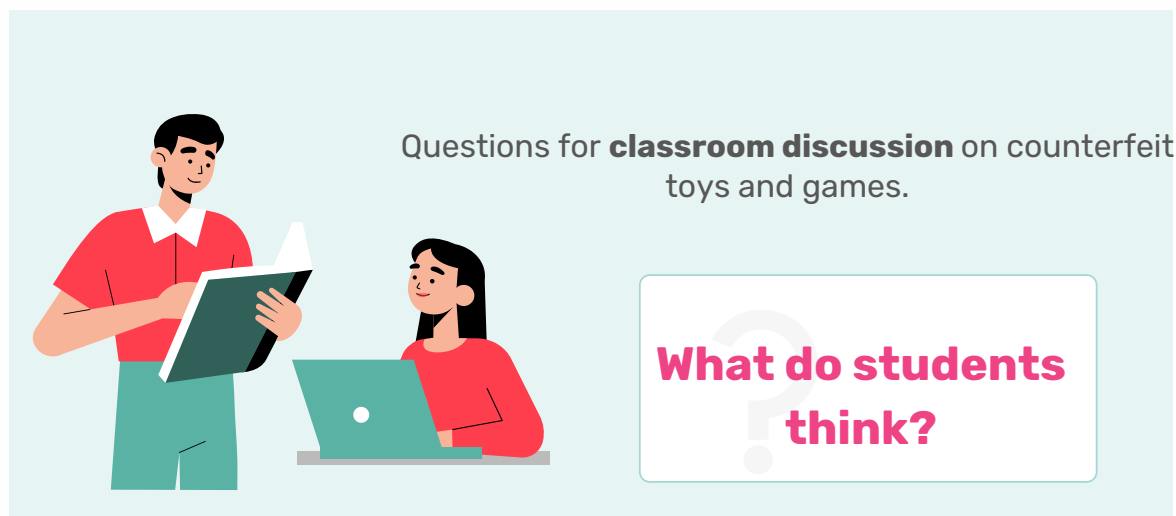 Questions for classroom discussion on counterfeit
toys and games.
What do students
think?